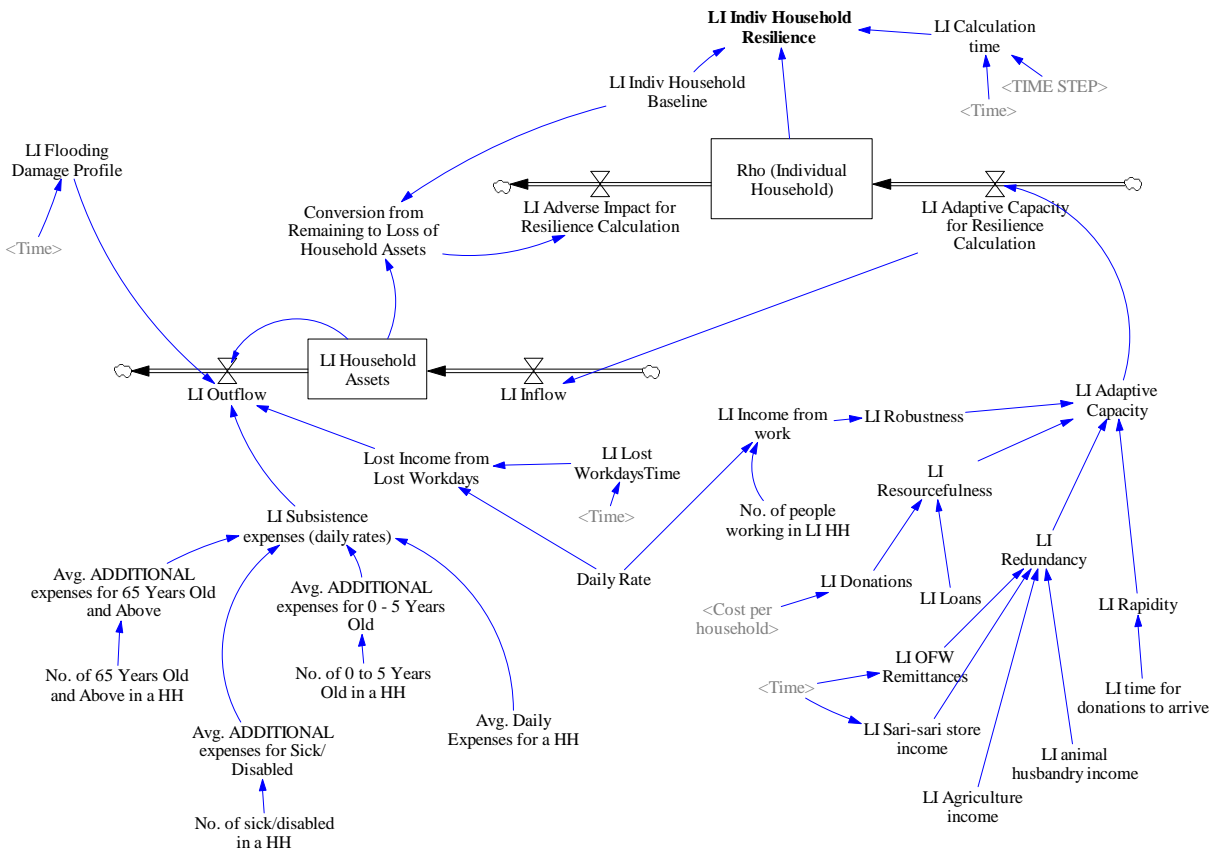 LI Indiv Household
Resilience
LI Calculation
time
<TIME STEP>
<Time>
LI Indiv Household
Baseline
LI Flooding
Damage Profile
<Time>
Rho (Individual
Household)
Conversion from
Remaining to Loss of
Household Assets
LI Adverse Impact for
Resilience Calculation
LI Adaptive Capacity
for Resilience
Calculation
LI Household
Assets
LI Outflow
LI Inflow
LI Adaptive
Capacity
LI Income from
work
LI Robustness
Lost Income from
Lost Workdays
LI Lost
WorkdaysTime
<Time>
No. of people
working in LI HH
LI
Resourcefulness
LI Subsistence
expenses (daily rates)
LI
Redundancy
Avg. ADDITIONAL
expenses for 65 Years Old
and Above
Avg. ADDITIONAL
expenses for 0 - 5 Years
Old
Daily Rate
LI Donations
LI Loans
LI Rapidity
<Cost per
household>
No. of 65 Years Old
and Above in a HH
No. of 0 to 5 Years
Old in a HH
LI OFW
Remittances
<Time>
LI time for
donations to arrive
Avg. ADDITIONAL
expenses for Sick/
Disabled
Avg. Daily
Expenses for a HH
LI Sari-sari store
income
LI animal
husbandry income
LI Agriculture
income
No. of sick/disabled
in a HH